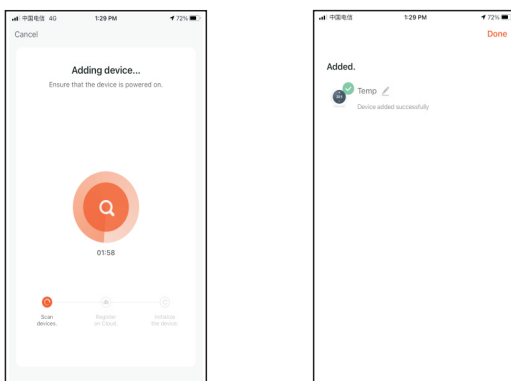 中国电信 4G 1:29 PM 72%
Cancel
Adding device...
Ensure that the device is powered on.
01:58
Scan devices.
Register on Cloud
Initialize the device.
中国电信 1:29 PM 72%
Done
Added.
Temp
Device added successfully